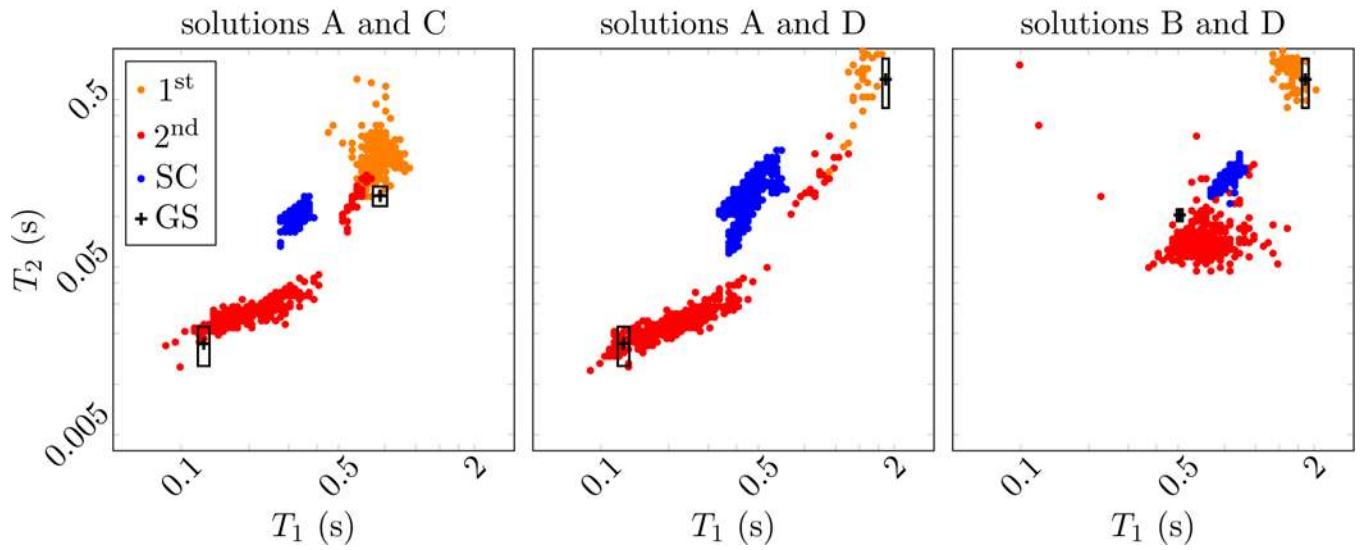 solutions A and C
solutions A and D
solutions B and D
1st
2nd
SC
GS
T2 (s)
0.5
0.05
0.005
0.1
0.5
2
0.1
0.5
2
0.1
0.5
2
T1 (s)
T1 (s)
T1 (s)